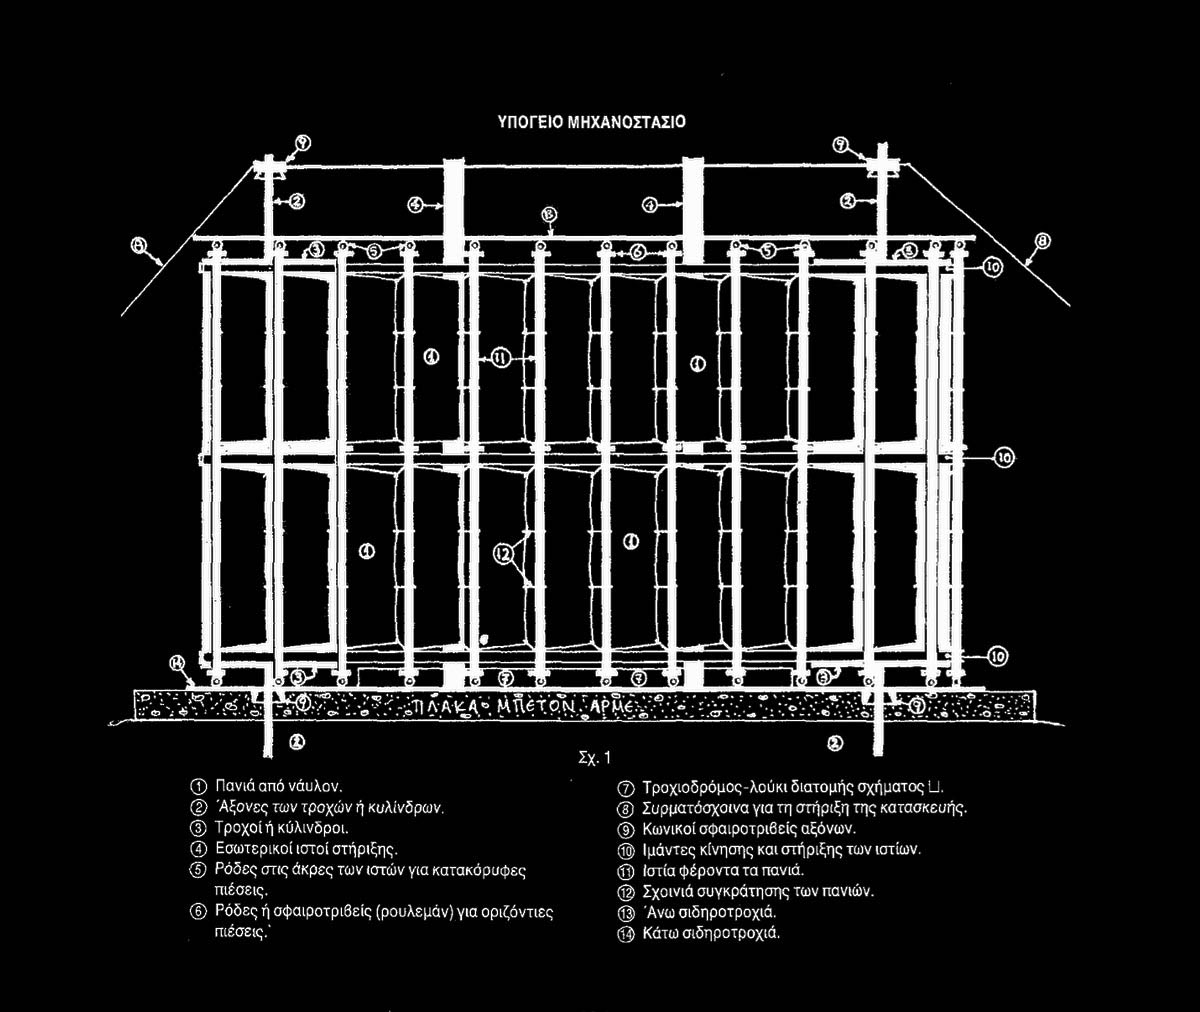 ΥΠΟΓΕΙΟ ΜΗΧΑΝΟΣΤΑΣΙΟ
9 9
2 4 4 2
8 13 8
3 5 6 5 3
10
1 11 1
10
1 12 1
10
14 3 7 7 3
9 ΠΛΑΚΑ ΜΠΕΤΟΝ ΑΡΜΕ 9
2 2
Σχ. 1
1 Πανιά από νάυλον.
2 Άξονες των τροχών ή κυλίνδρων.
3 Τροχοί ή κύλινδροι.
4 Εσωτερικοί ιστοί στήριξης.
5 Ρόδες στις άκρες των ιστών για κατακόρυφες
πιέσεις.
6 Ρόδες ή σφαιροτριβείς (ρουλεμάν) για οριζόντιες
πιέσεις.
7 Τροχιοδρόμος-λούκι διατομής σχήματος ⊔.
8 Συρματόσχοινα για τη στήριξη της κατασκευής.
9 Κωνικοί σφαιροτριβείς αξόνων.
10 Ιμάντες κίνησης και στήριξης των ιστίων.
11 Ιστία φέροντα τα πανιά.
12 Σχοινιά συγκράτησης των πανιών.
13 Άνω σιδηροτροχιά.
14 Κάτω σιδηροτροχιά.